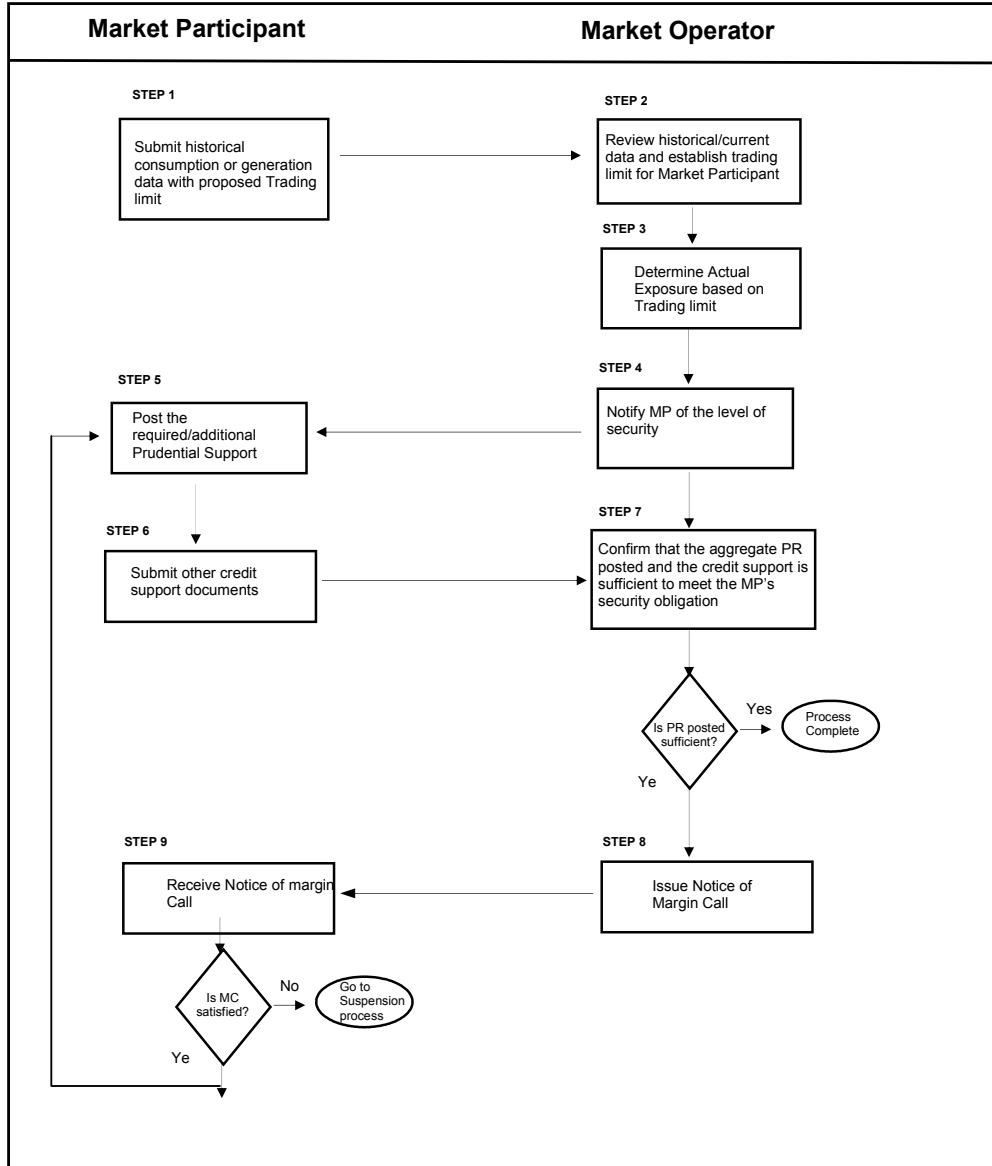 Market Participant
Market Operator
STEP 1
Submit historical
consumption or generation
data with proposed Trading
limit
STEP 2
Review historical/current
data and establish trading
limit for Market Participant
STEP 3
Determine Actual
Exposure based on
Trading limit
STEP 4
Notify MP of the level of
security
STEP 5
Post the
required/additional
Prudential Support
STEP 6
Submit other credit
support documents
STEP 7
Confirm that the aggregate PR
posted and the credit support is
sufficient to meet the MP's
security obligation
Is PR posted
sufficient?
Yes
Process
Complete
Ye
STEP 8
Issue Notice of
Margin Call
STEP 9
Receive Notice of margin
Call
Is MC
satisfied?
No
Go to
Suspension
process
Ye